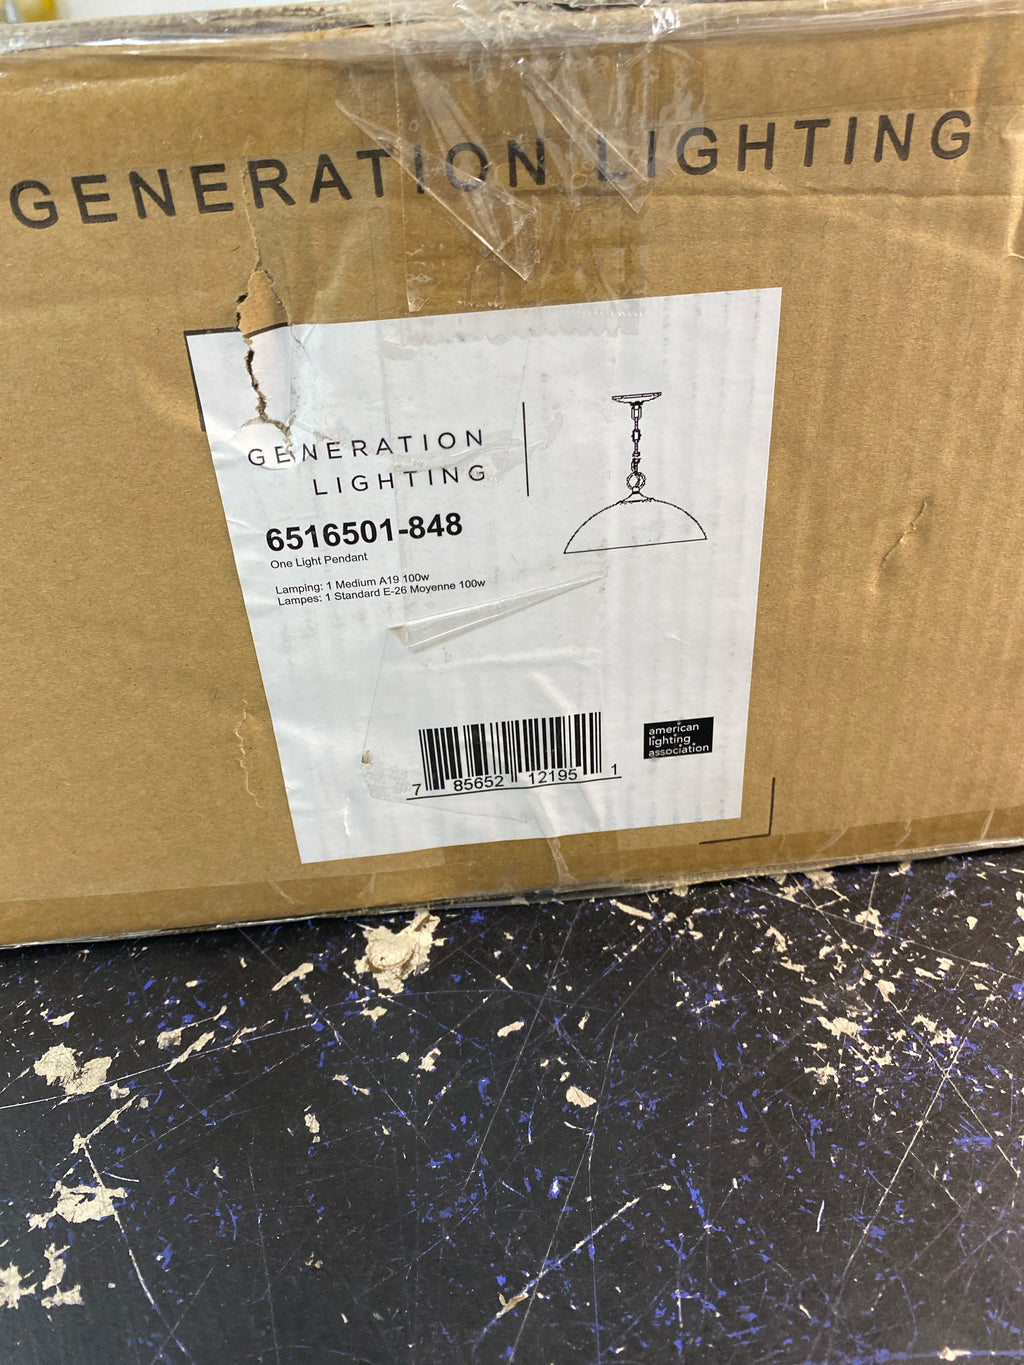 GENERATION LIGHTING
GENERATION
LIGHTING
6516501-848
One Light Pendant
Lamping: 1 Medium A19 100w
Lampes: 1 Standard E-26 Moyenne 100w
7 85652 12195 1
american
lighting
association